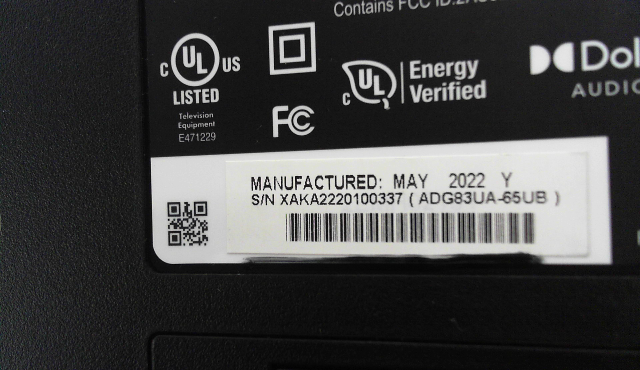 Contains FCC ID:2A
C UL US
LISTED
Television
Equipment
E471229
FC
C UL Energy
Verified
Dol
AUDIO
MANUFACTURED: MAY 2022 Y
S/N XAKA2220100337 ( ADG83UA-65UB )